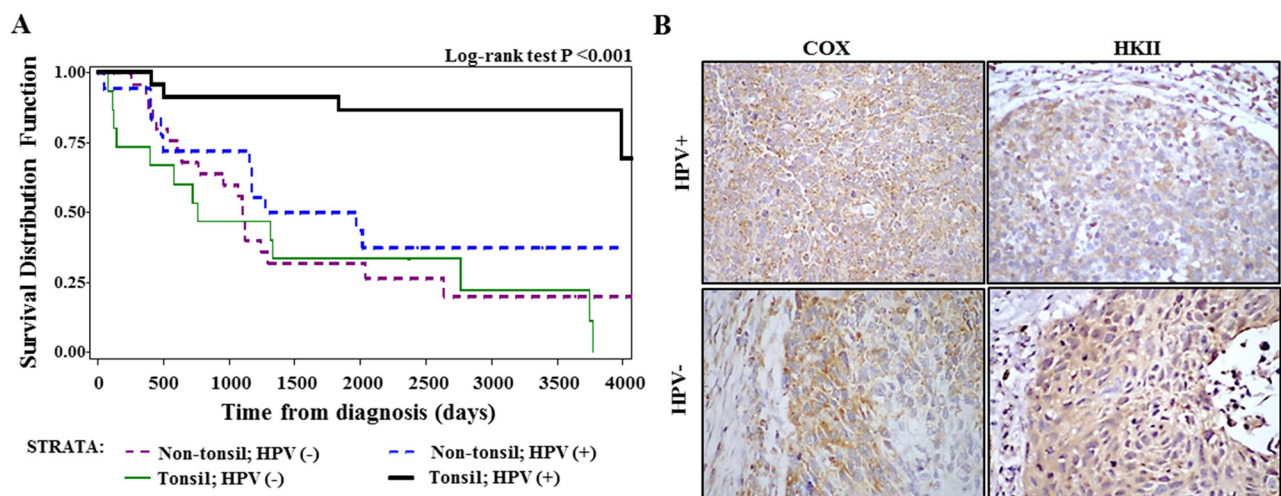 A
Log-rank test P <0.001
Survival Distribution Function
1.00
0.75
0.50
0.25
0.00
0 500 1000 1500 2000 2500 3000 3500 4000
Time from diagnosis (days)
STRATA:
Non-tonsil; HPV (-) Non-tonsil; HPV (+)
Tonsil; HPV (-) Tonsil; HPV (+)
B
COX HKII
HPV+
HPV-